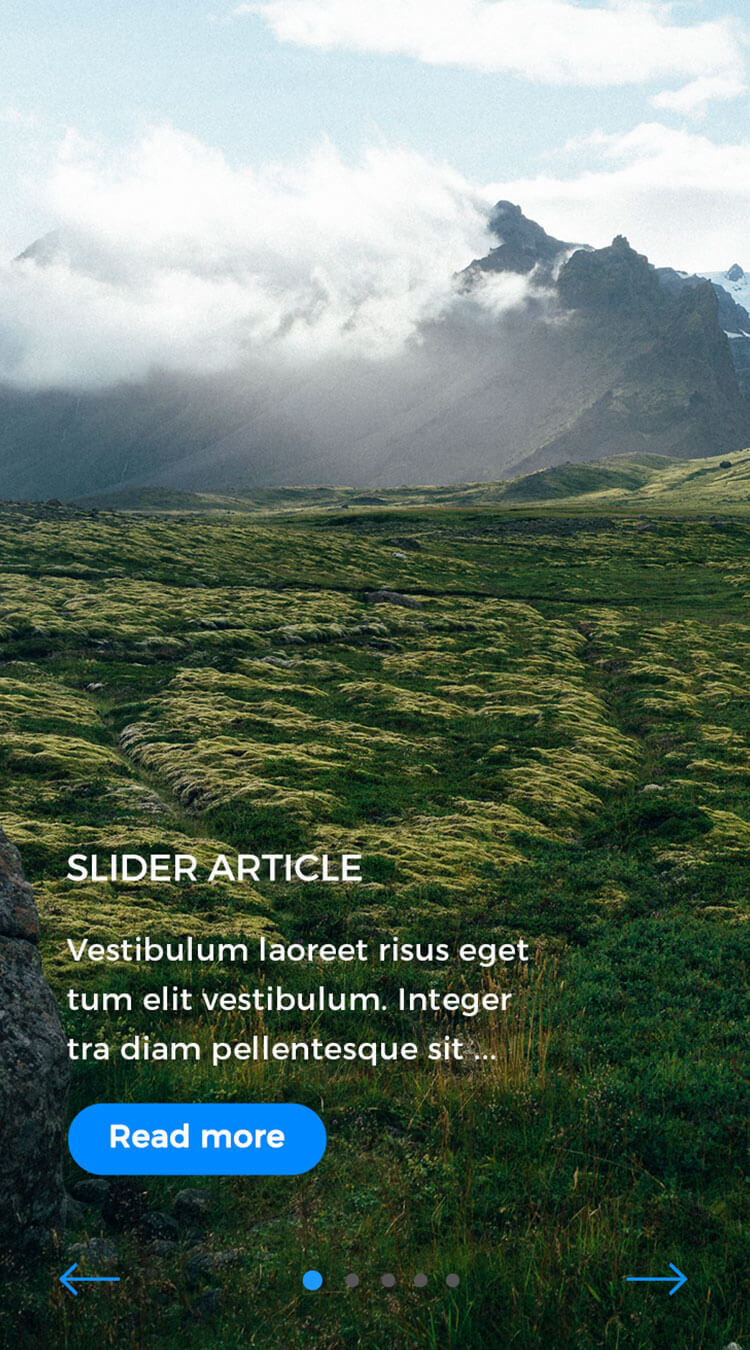 SLIDER ARTICLE
Vestibulum laoreet risus eget
tum elit vestibulum. Integer
tra diam pellentesque sit ...
Read more